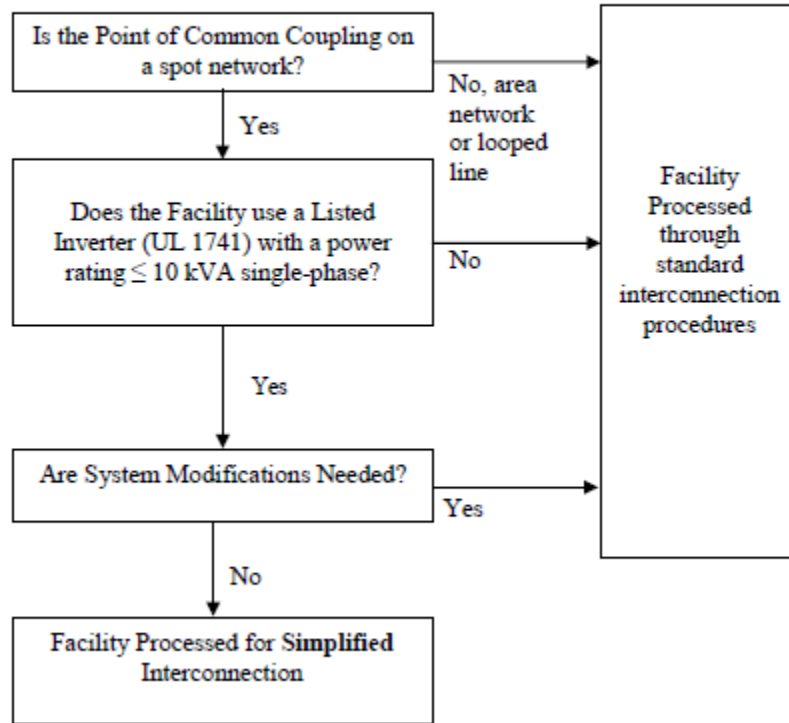 Is the Point of Common Coupling on
a spot network?
No, area
network
or looped
line
Yes
Does the Facility use a Listed
Inverter (UL 1741) with a power
rating ≤ 10 kVA single-phase?
No
Facility
Processed
through
standard
interconnection
procedures
Yes
Are System Modifications Needed?
Yes
No
Facility Processed for Simplified
Interconnection